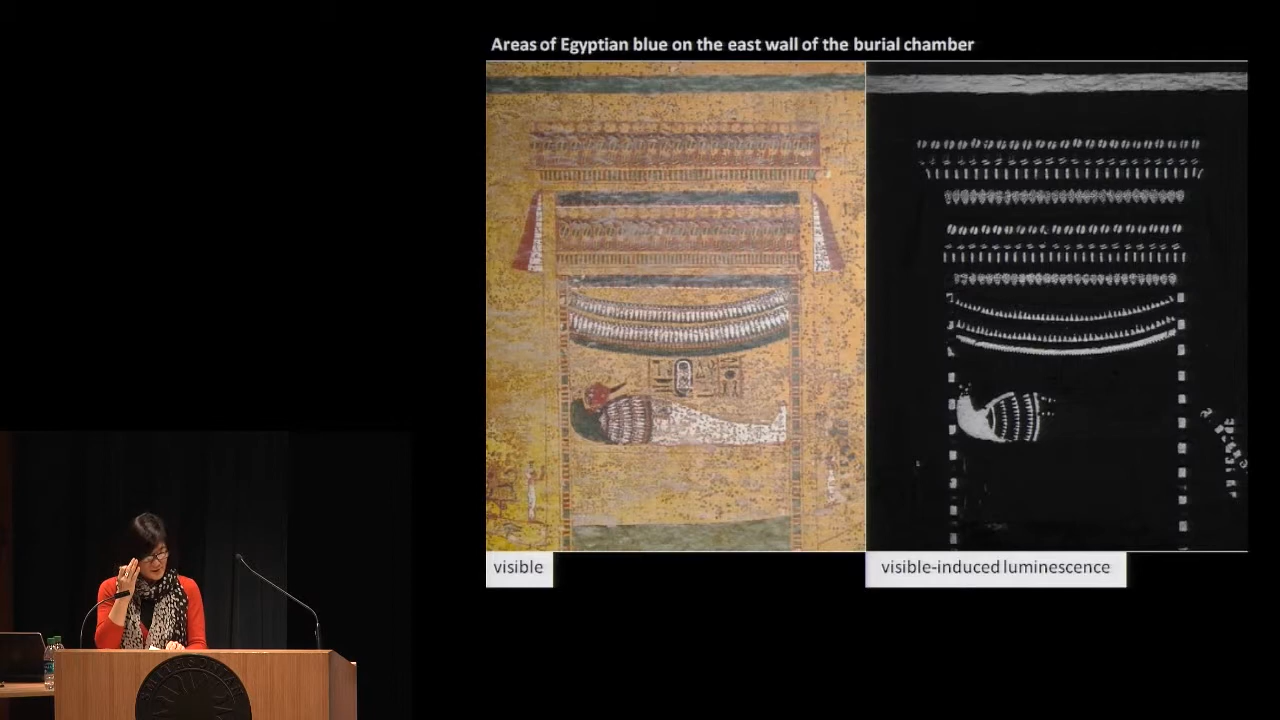 Areas of Egyptian blue on the east wall of the burial chamber
visible
visible-induced luminescence